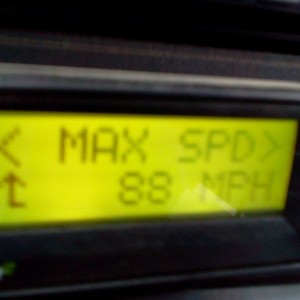 < MAX SPD>
↑ 88 MPH